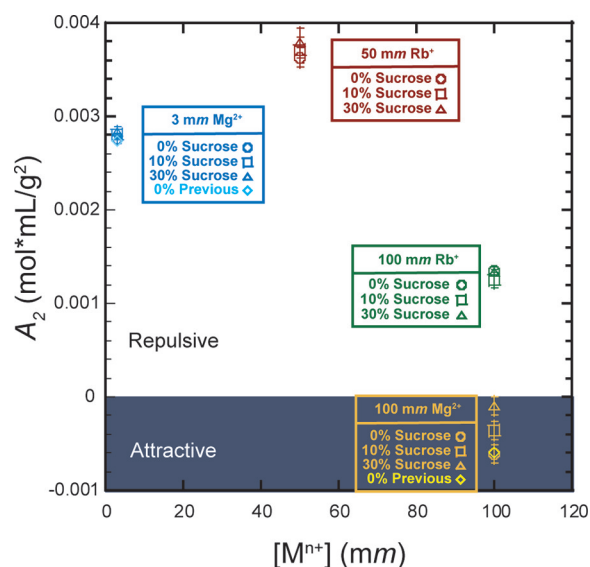 0.004
0.003
0.002
0.001
0
-0.001
A₂ (mol*mL/g²)
50 mm Rb⁺
0% Sucrose
10% Sucrose
30% Sucrose
3 mm Mg²⁺
0% Sucrose
10% Sucrose
30% Sucrose
0% Previous
100 mm Rb⁺
0% Sucrose
10% Sucrose
30% Sucrose
Repulsive
Attractive
100 mm Mg²⁺
0% Sucrose
10% Sucrose
30% Sucrose
0% Previous
0 20 40 60 80 100 120
[Mⁿ⁺] (mm)